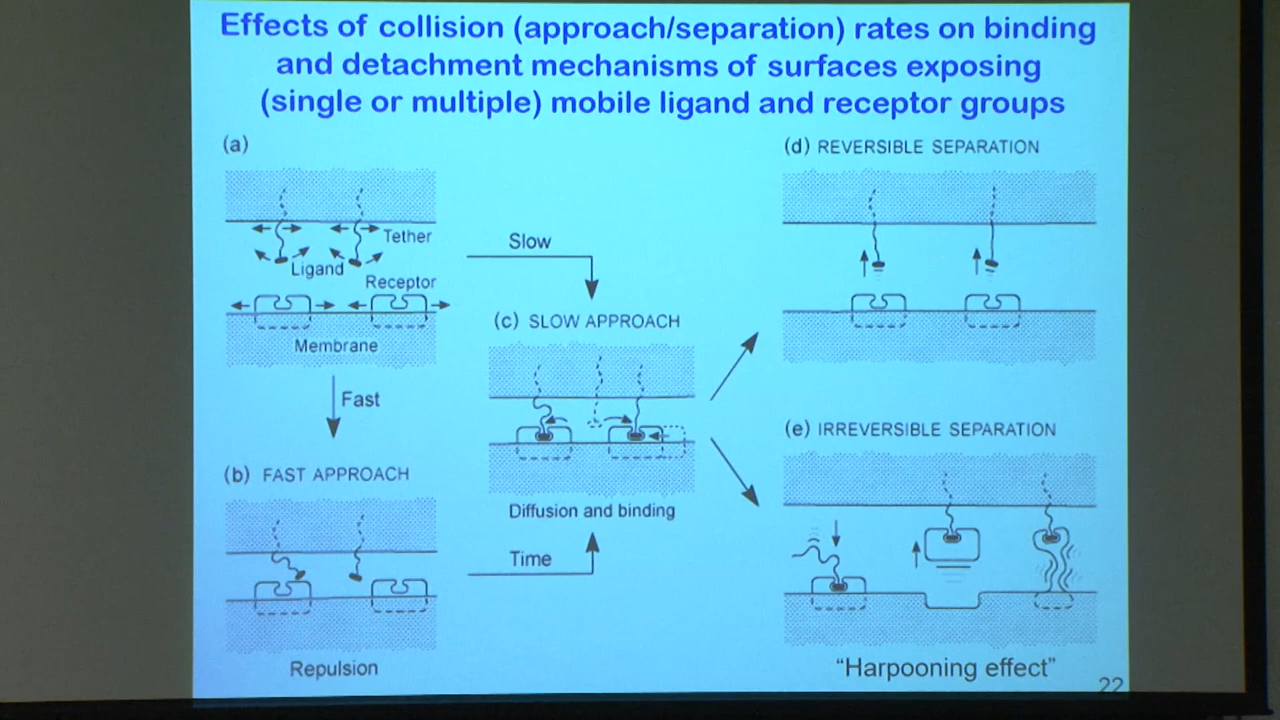 Effects of collision (approach/separation) rates on binding
and detachment mechanisms of surfaces exposing
(single or multiple) mobile ligand and receptor groups
(a)
Tether
Ligand
Receptor
Membrane
Fast
(b) FAST APPROACH
Repulsion
Slow
(c) SLOW APPROACH
Diffusion and binding
Time
(d) REVERSIBLE SEPARATION
(e) IRREVERSIBLE SEPARATION
“Harpooning effect”
22